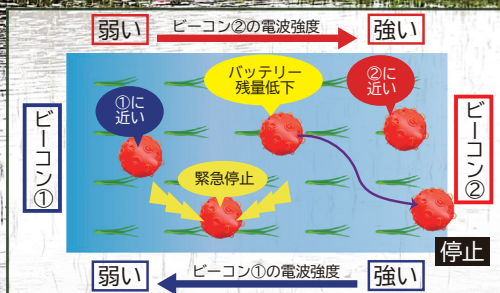 弱い
ビーコン②の電波強度
強い
バッテリー
残量低下
②に
近い
①に
近い
ビーコン①
ビーコン②
緊急停止
停止
弱い
ビーコン①の電波強度
強い